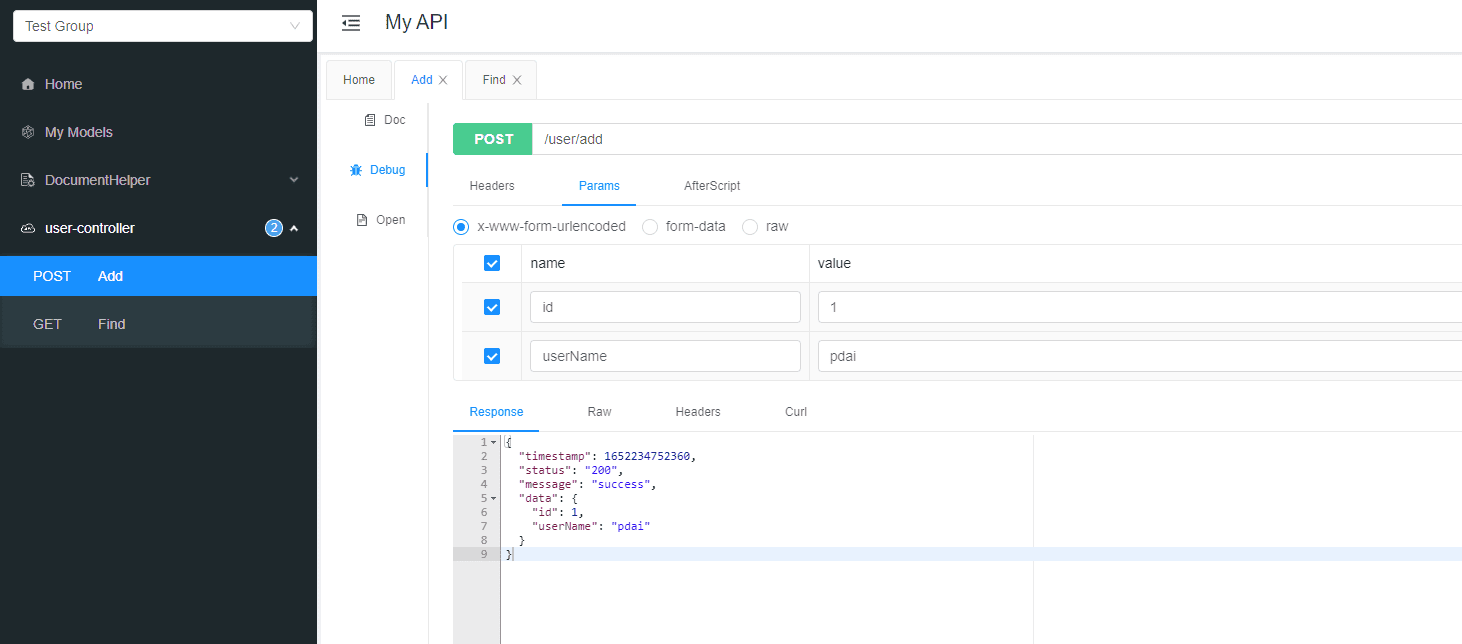 Test Group
Home
My Models
DocumentHelper
user-controller 2
POST Add
GET Find
My API
Home Add Find
Doc
Debug
Open
POST /user/add
Headers Params AfterScript
x-www-form-urlencoded form-data raw
name value
id 1
userName pdai
Response Raw Headers Curl
1 {
2 "timestamp": 1652234752360,
3 "status": "200",
4 "message": "success",
5 "data": {
6 "id": 1,
7 "userName": "pdai"
8 }
9 }